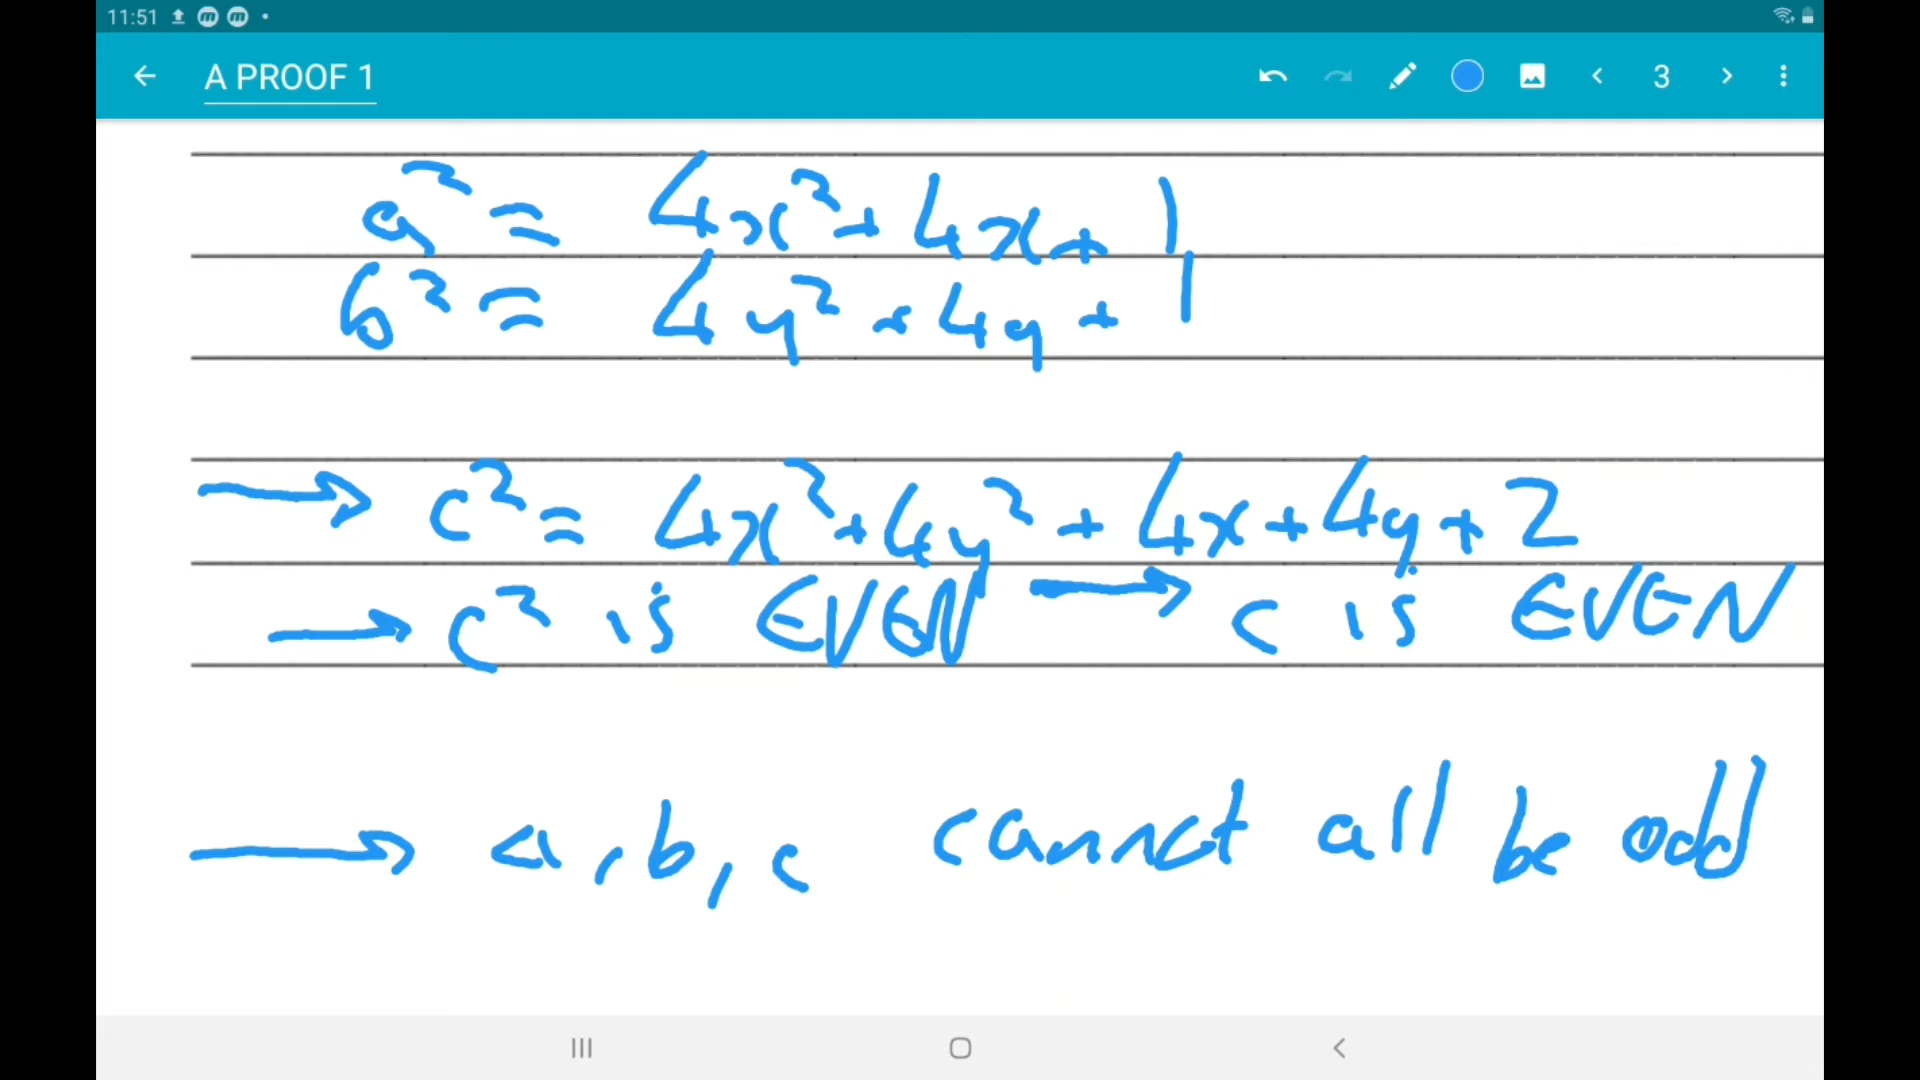 11:51
A PROOF 1
3
a² = 4x² + 4x + 1
b² = 4y² + 4y + 1
→ c² = 4x² + 4y² + 4x + 4y + 2
→ c² is EVEN → c is EVEN
→ a, b, c cannot all be odd